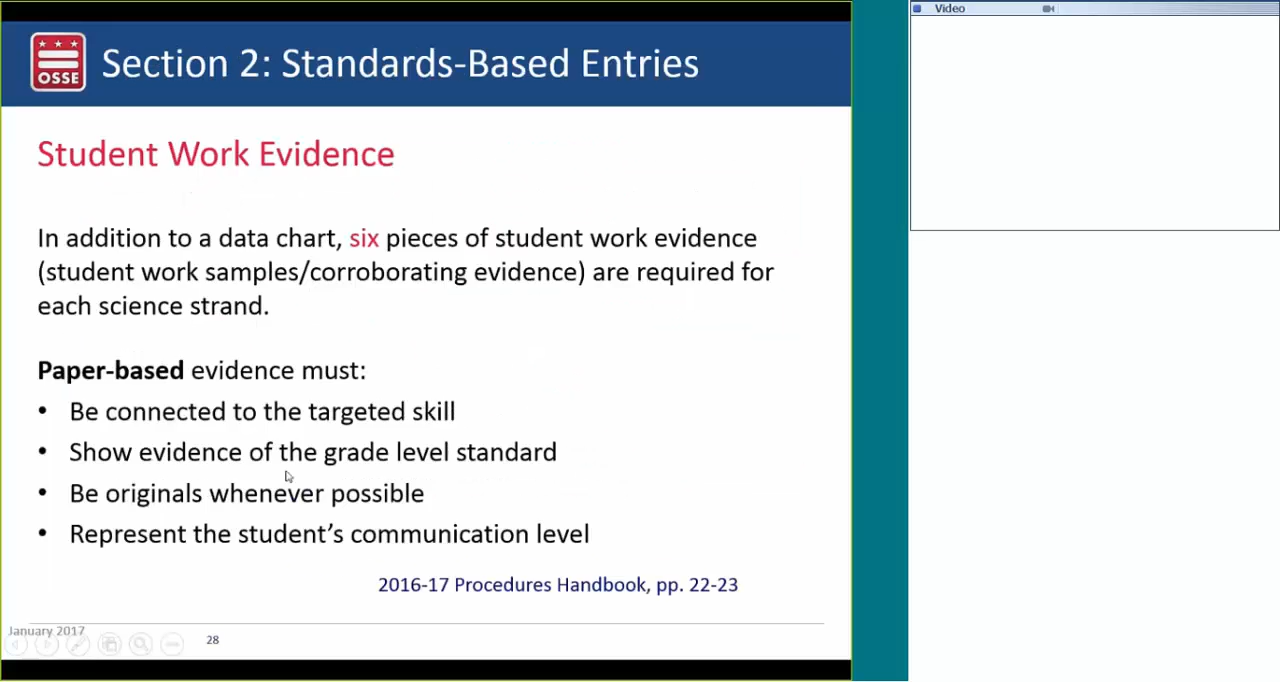 OSSE
Section 2: Standards-Based Entries
Video
Student Work Evidence
In addition to a data chart, six pieces of student work evidence
(student work samples/corroborating evidence) are required for
each science strand.
Paper-based evidence must:
• Be connected to the targeted skill
• Show evidence of the grade level standard
• Be originals whenever possible
• Represent the student’s communication level
2016-17 Procedures Handbook, pp. 22-23
January 2017
28